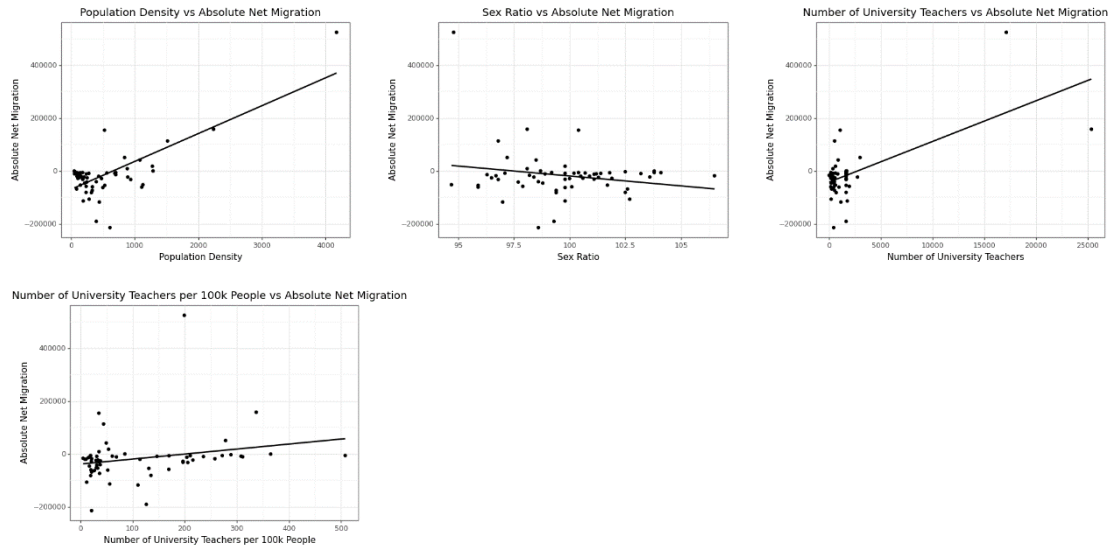 Population Density vs Absolute Net Migration
Absolute Net Migration
400000
200000
0
−200000
0 1000 2000 3000 4000
Population Density
Sex Ratio vs Absolute Net Migration
Absolute Net Migration
400000
200000
0
−200000
95 97.5 100 102.5 105
Sex Ratio
Number of University Teachers vs Absolute Net Migration
Absolute Net Migration
400000
200000
0
−200000
0 5000 10000 15000 20000 25000
Number of University Teachers
Number of University Teachers per 100k People vs Absolute Net Migration
Absolute Net Migration
400000
200000
0
−200000
0 100 200 300 400 500
Number of University Teachers per 100k People